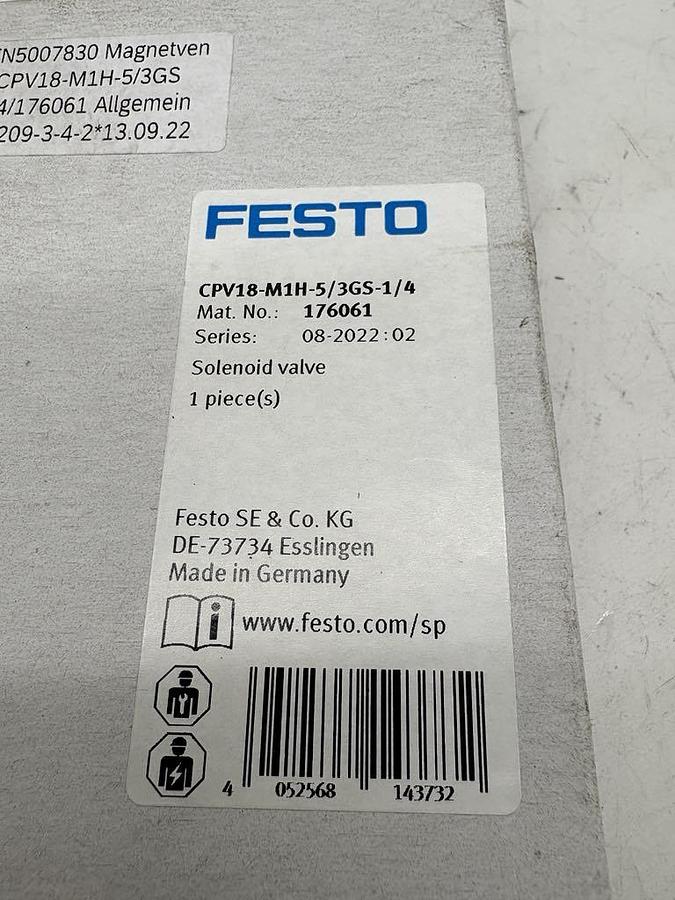 N5007830 Magnetven
CPV18-M1H-5/3GS
4/176061 Allgemein
209-3-4-2*13.09.22
FESTO
CPV18-M1H-5/3GS-1/4
Mat. No.: 176061
Series: 08-2022:02
Solenoid valve
1 piece(s)
Festo SE & Co. KG
DE-73734 Esslingen
Made in Germany
i www.festo.com/sp
4 052568 143732